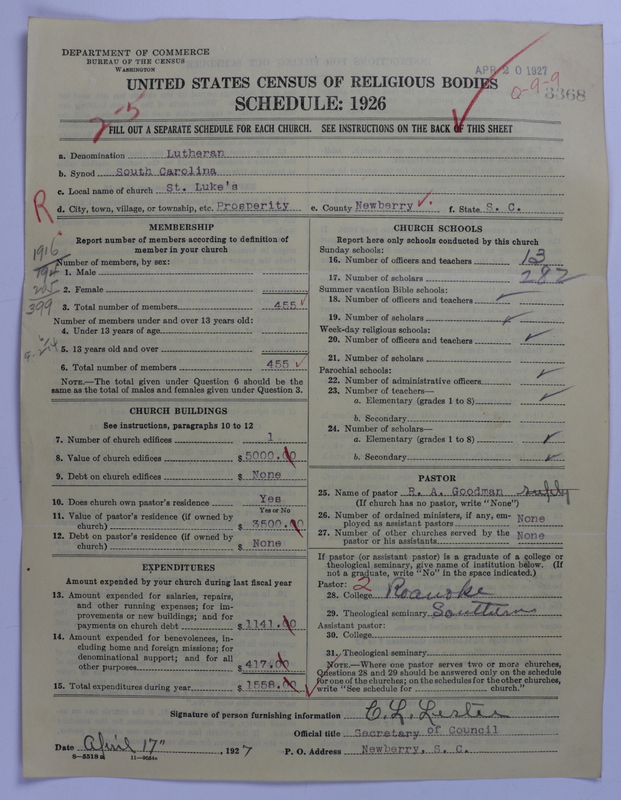 DEPARTMENT OF COMMERCE
BUREAU OF THE CENSUS
WASHINGTON
APR 20 1927
3368
UNITED STATES CENSUS OF RELIGIOUS BODIES
SCHEDULE: 1926
2-5
FILL OUT A SEPARATE SCHEDULE FOR EACH CHURCH. SEE INSTRUCTIONS ON THE BACK OF THIS SHEET
a. Denomination Lutheran
b. Synod South Carolina
c. Local name of church St. Luke's
R
d. City, town, village, or township, etc. Prosperity e. County Newberry f. State S. C.
MEMBERSHIP
Report number of members according to definition of
member in your church
1916
Number of members, by sex:
1. Male
2. Female
399
3. Total number of members 455
Number of members under and over 13 years old:
4. Under 13 years of age
5. 13 years old and over
6. Total number of members 455
NOTE.—The total given under Question 6 should be the
same as the total of males and females given under Question 3.
CHURCH BUILDINGS
See instructions, paragraphs 10 to 12
7. Number of church edifices 1
8. Value of church edifices $ 5000.00
9. Debt on church edifices $ None
10. Does church own pastor's residence Yes
Yes or No
11. Value of pastor's residence (if owned by
church) $ 3500.00
12. Debt on pastor's residence (if owned by
church) $ None
EXPENDITURES
Amount expended by your church during last fiscal year
13. Amount expended for salaries, repairs,
and other running expenses; for im-
provements or new buildings; and for
payments on church debt $ 1141.00
14. Amount expended for benevolences, in-
cluding home and foreign missions; for
denominational support; and for all
other purposes $ 417.00
15. Total expenditures during year $ 1558.00
CHURCH SCHOOLS
Report here only schools conducted by this church
Sunday schools:
16. Number of officers and teachers 13
17. Number of scholars 282
Summer vacation Bible schools:
18. Number of officers and teachers
19. Number of scholars
Week-day religious schools:
20. Number of officers and teachers
21. Number of scholars
Parochial schools:
22. Number of administrative officers
23. Number of teachers—
a. Elementary (grades 1 to 8)
b. Secondary
24. Number of scholars—
a. Elementary (grades 1 to 8)
b. Secondary
PASTOR
25. Name of pastor R. A. Goodman supply
(If church has no pastor, write "None")
26. Number of ordained ministers, if any, em-
ployed as assistant pastors None
27. Number of other churches served by the
pastor or his assistants None
If pastor (or assistant pastor) is a graduate of a college or
theological seminary, give name of institution below. (If
not a graduate, write "No" in the space indicated.)
Pastor: 2
28. College Roanoke
29. Theological seminary Southern
Assistant pastor:
30. College
31. Theological seminary
NOTE.—Where one pastor serves two or more churches,
Questions 28 and 29 should be answered only on the schedule
for one of the churches; on the schedules for the other churches,
write "See schedule for church."
Signature of person furnishing information C. L. Lester
Official title Secretary of Council
Date April 17" , 1927 P. O. Address Newberry, S. C.
8-5518 a 11-9664